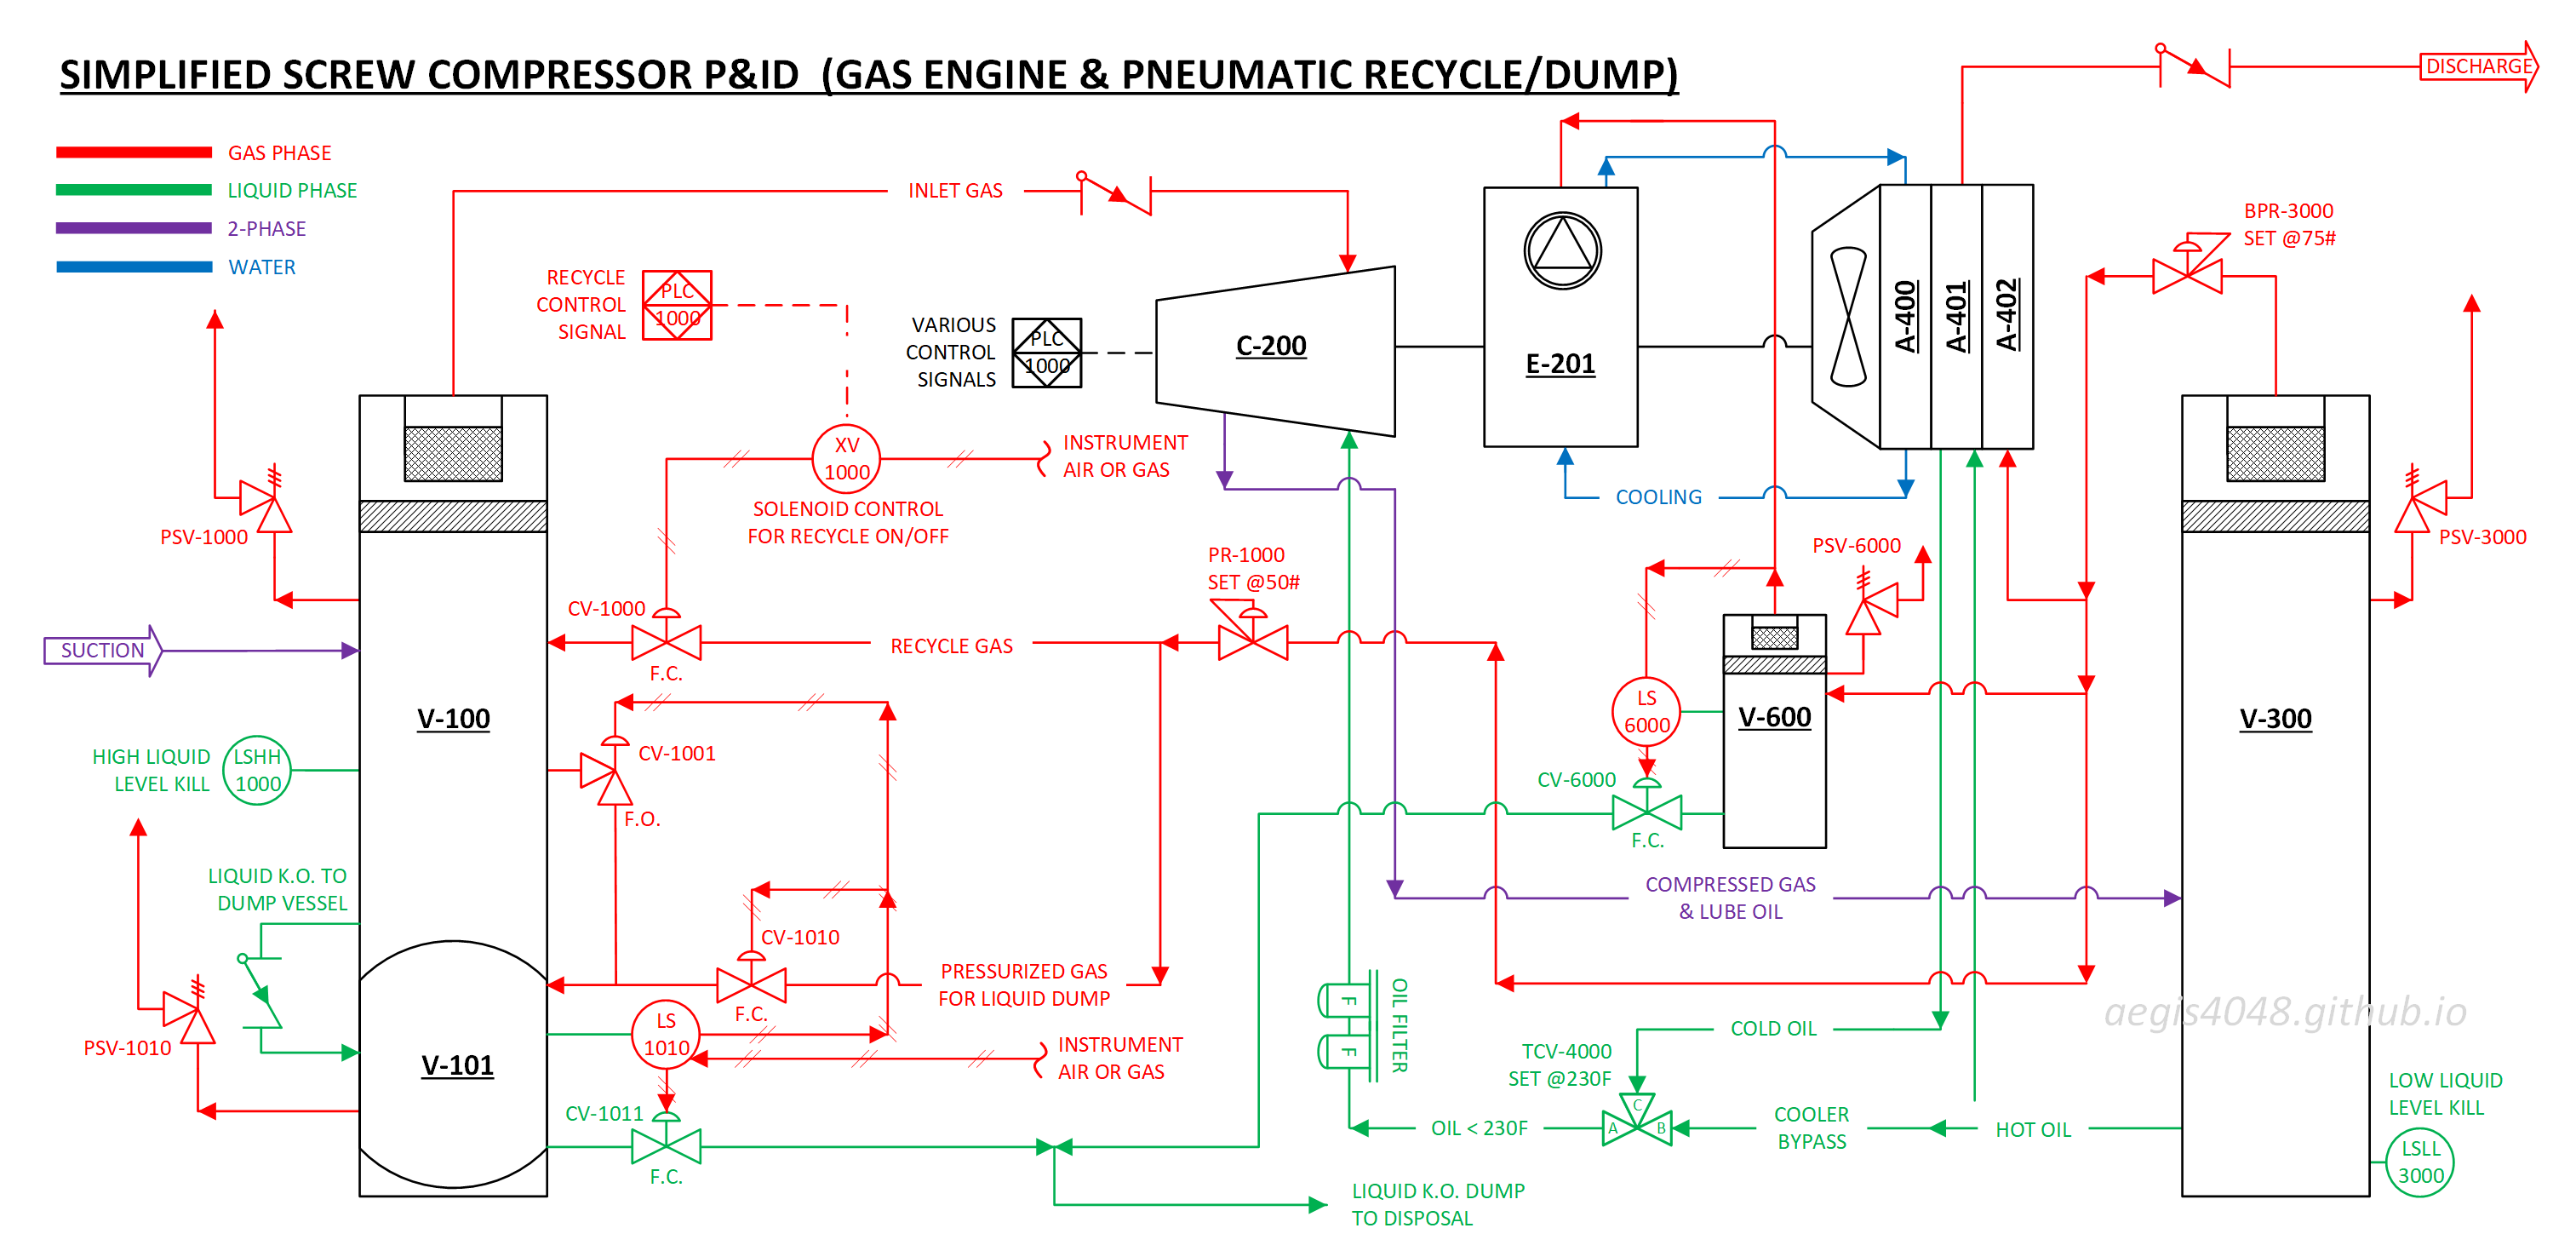 SIMPLIFIED SCREW COMPRESSOR P&ID (GAS ENGINE & PNEUMATIC RECYCLE/DUMP)
GAS PHASE
LIQUID PHASE
2-PHASE
WATER
DISCHARGE
INLET GAS
RECYCLE
CONTROL
SIGNAL
PLC
1000
VARIOUS
CONTROL
SIGNALS
PLC
1000
C-200
E-201
A-400
A-401
A-402
BPR-3000
SET @75#
XV
1000
INSTRUMENT
AIR OR GAS
SOLENOID CONTROL
FOR RECYCLE ON/OFF
COOLING
PSV-1000
PR-1000
SET @50#
PSV-6000
PSV-3000
CV-1000
F.C.
RECYCLE GAS
SUCTION
V-100
LS
6000
V-600
V-300
HIGH LIQUID
LEVEL KILL
LSHH
1000
CV-1001
F.O.
CV-6000
F.C.
LIQUID K.O. TO
DUMP VESSEL
COMPRESSED GAS
& LUBE OIL
CV-1010
F.C.
PRESSURIZED GAS
FOR LIQUID DUMP
F
F
OIL FILTER
aegis4048.github.io
PSV-1010
V-101
LS
1010
INSTRUMENT
AIR OR GAS
COLD OIL
TCV-4000
SET @230F
C
A
B
CV-1011
F.C.
OIL < 230F
COOLER
BYPASS
HOT OIL
LOW LIQUID
LEVEL KILL
LSLL
3000
LIQUID K.O. DUMP
TO DISPOSAL